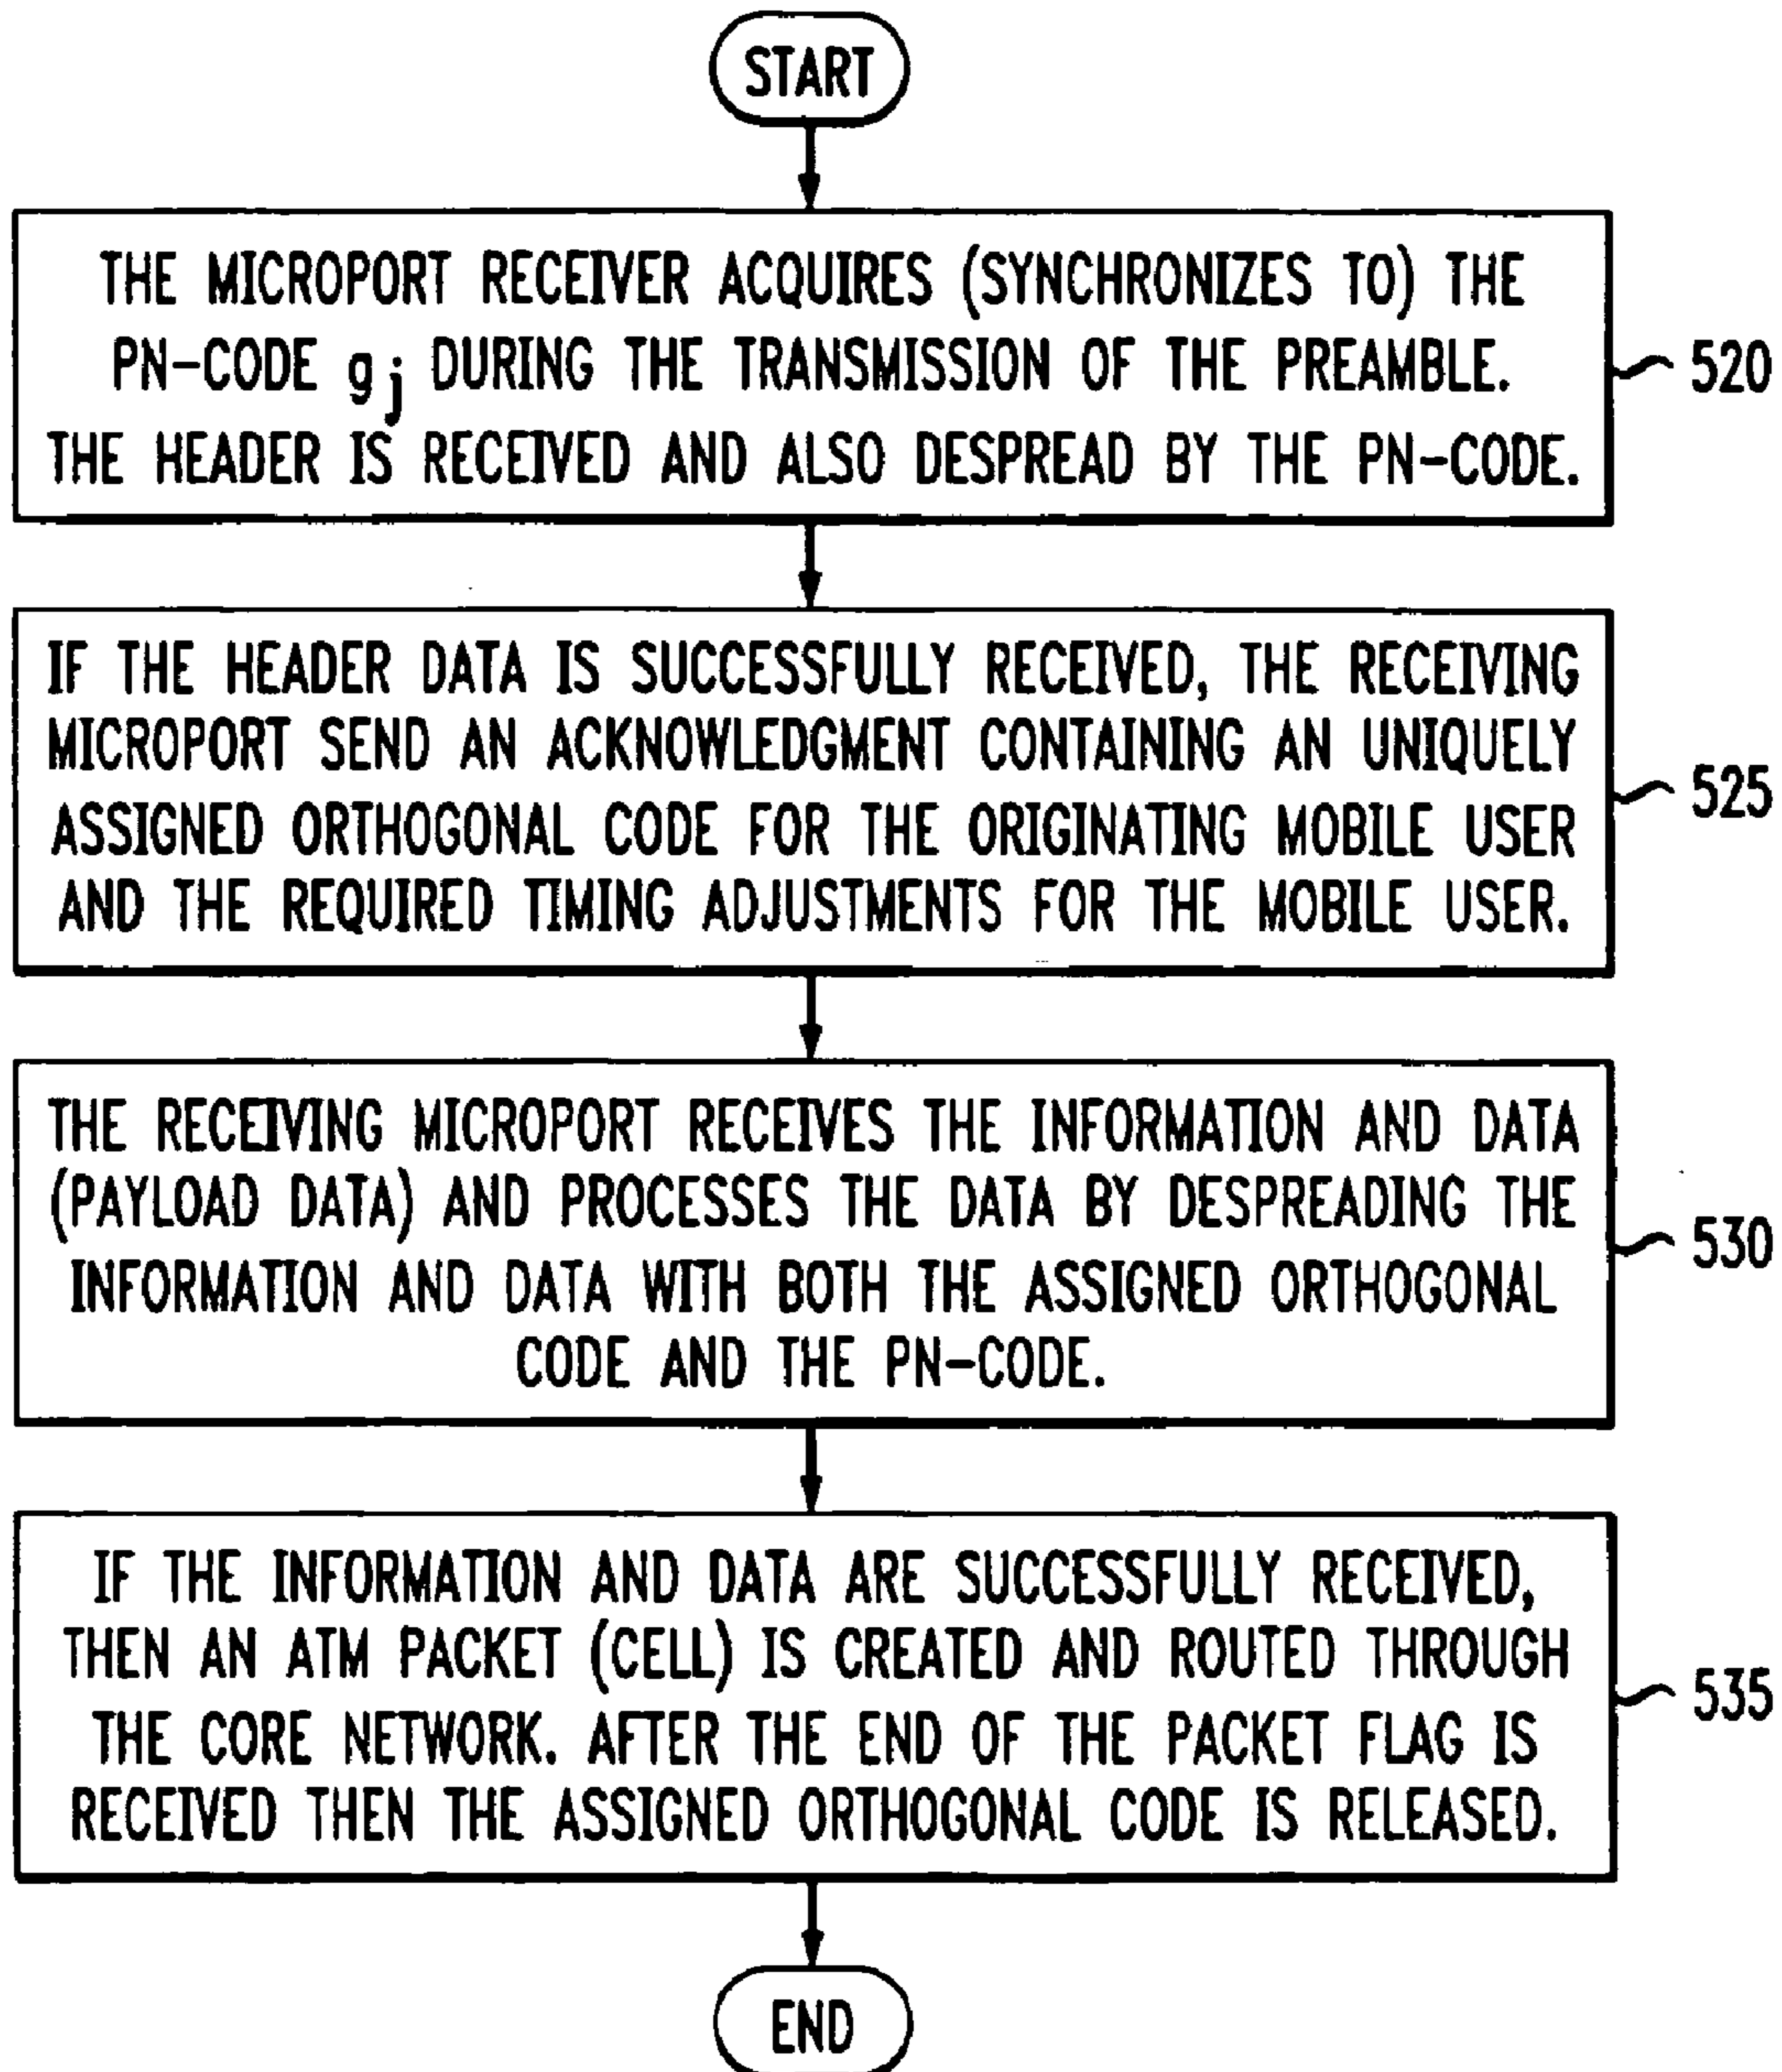 START
THE MICROPORT RECEIVER ACQUIRES (SYNCHRONIZES TO) THE
PN-CODE gj DURING THE TRANSMISSION OF THE PREAMBLE.
THE HEADER IS RECEIVED AND ALSO DESPREAD BY THE PN-CODE.
520
IF THE HEADER DATA IS SUCCESSFULLY RECEIVED, THE RECEIVING
MICROPORT SEND AN ACKNOWLEDGMENT CONTAINING AN UNIQUELY
ASSIGNED ORTHOGONAL CODE FOR THE ORIGINATING MOBILE USER
AND THE REQUIRED TIMING ADJUSTMENTS FOR THE MOBILE USER.
525
THE RECEIVING MICROPORT RECEIVES THE INFORMATION AND DATA
(PAYLOAD DATA) AND PROCESSES THE DATA BY DESPREADING THE
INFORMATION AND DATA WITH BOTH THE ASSIGNED ORTHOGONAL
CODE AND THE PN-CODE.
530
IF THE INFORMATION AND DATA ARE SUCCESSFULLY RECEIVED,
THEN AN ATM PACKET (CELL) IS CREATED AND ROUTED THROUGH
THE CORE NETWORK. AFTER THE END OF THE PACKET FLAG IS
RECEIVED THEN THE ASSIGNED ORTHOGONAL CODE IS RELEASED.
535
END